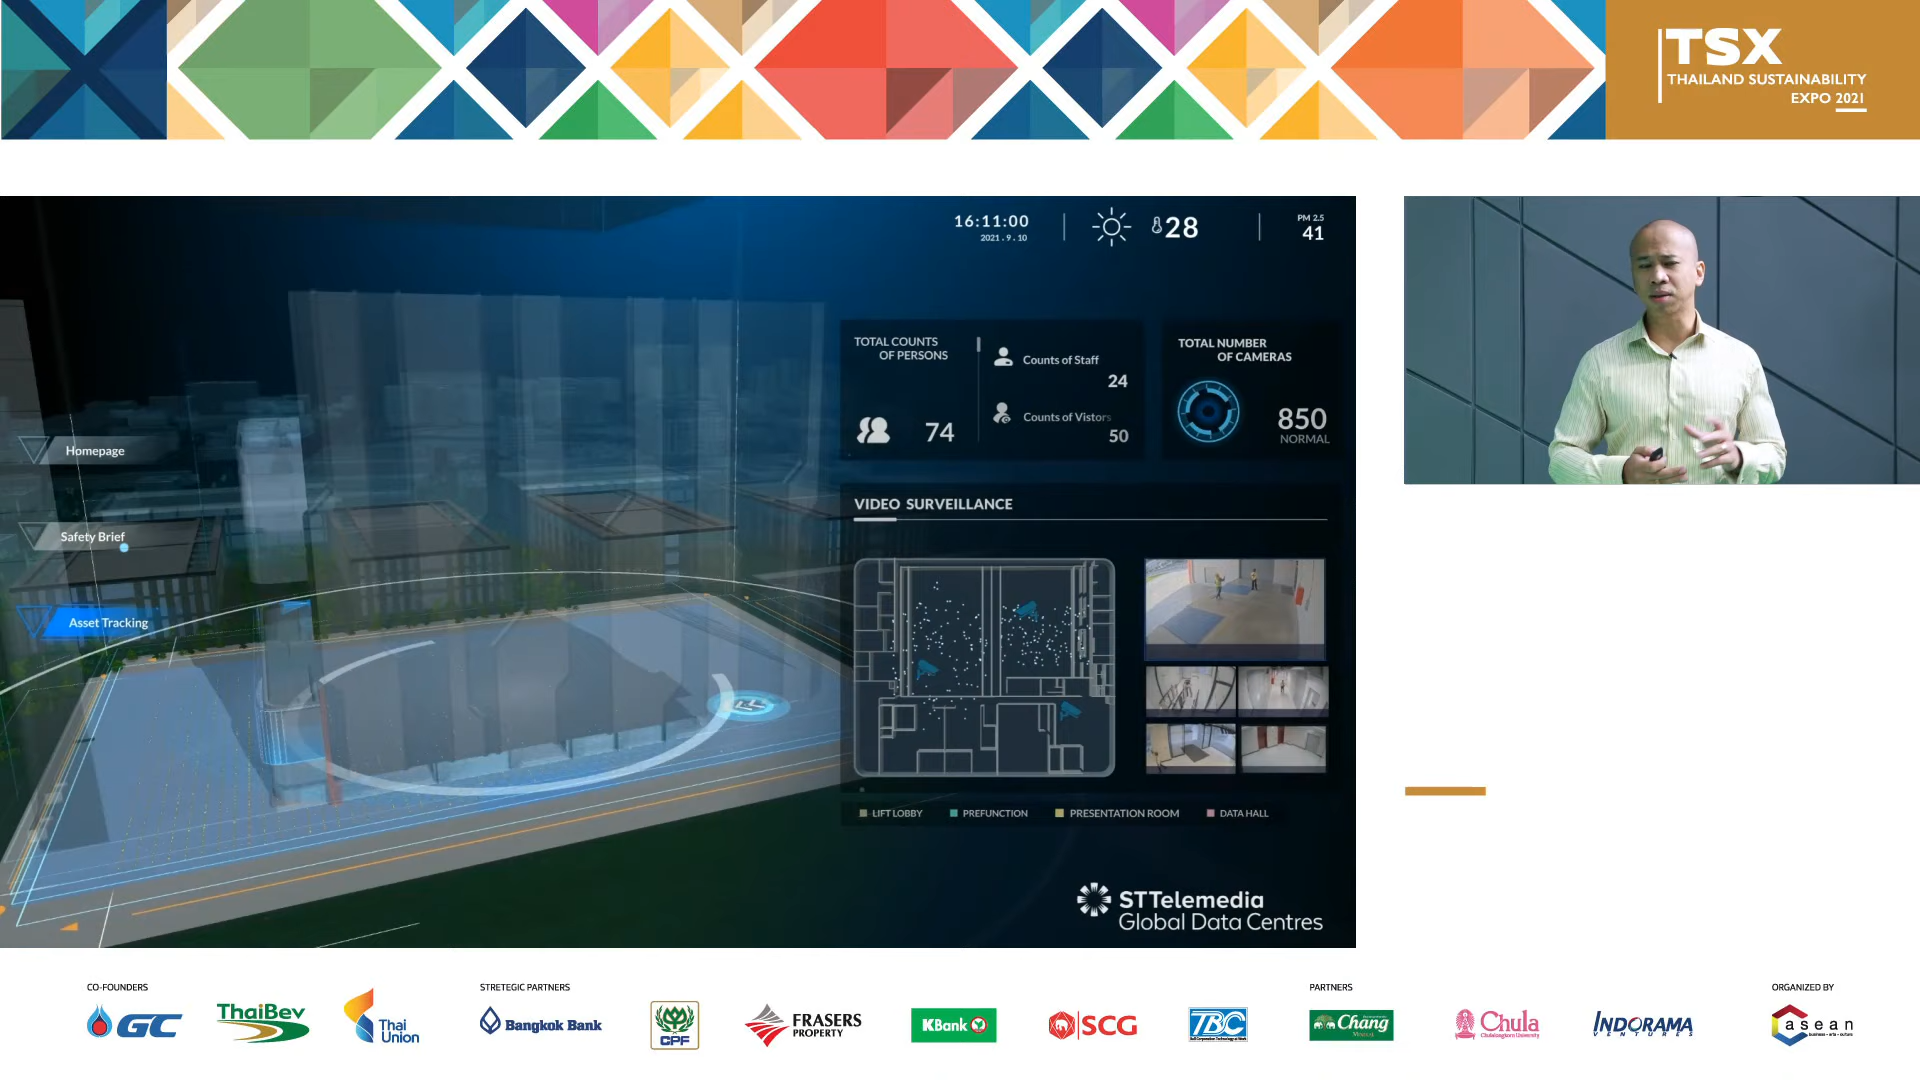 TSX
THAILAND SUSTAINABILITY
EXPO 2021
16:11:00
2021.9.10
28
PM 2.5
41
TOTAL COUNTS
OF PERSONS
74
Counts of Staff
24
Counts of Vistors
50
TOTAL NUMBER
OF CAMERAS
850
NORMAL
Homepage
Safety Brief
Asset Tracking
VIDEO SURVEILLANCE
LIFT LOBBY
PREFUNCTION
PRESENTATION ROOM
DATA HALL
STTelemedia
Global Data Centres
CO-FOUNDERS
GC
ThaiBev
Thai
Union
STRETEGIC PARTNERS
Bangkok Bank
CPF
FRASERS
PROPERTY
KBank
SCG
TBC
PARTNERS
Chang
Chula
Chulalongkorn University
INDORAMA
VENTURES
ORGANIZED BY
asean